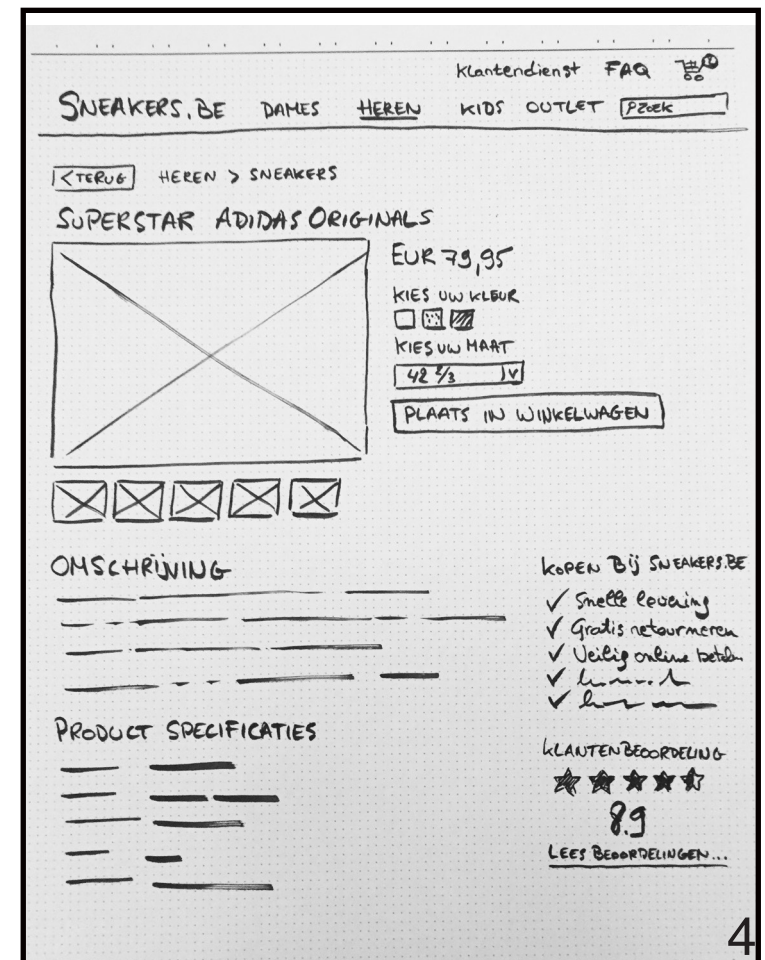 Klantendienst FAQ
SNEAKERS.BE DAMES HEREN KIDS OUTLET
< TERUG HEREN > SNEAKERS
SUPERSTAR ADIDAS ORIGINALS
EUR 79,95
KIES UW KLEUR
KIES UW MAAT
42 2/3 V
PLAATS IN WINKELWAGEN
OMSCHRIJVING
KOPEN Bij SNEAKERS.BE
✓ Snelle levering
✓ Gratis retourneren
✓ Veilig online betalen
PRODUCT SPECIFICATIES
KLANTENBEOORDELING
8.9
LEES BEOORDELINGEN...
4